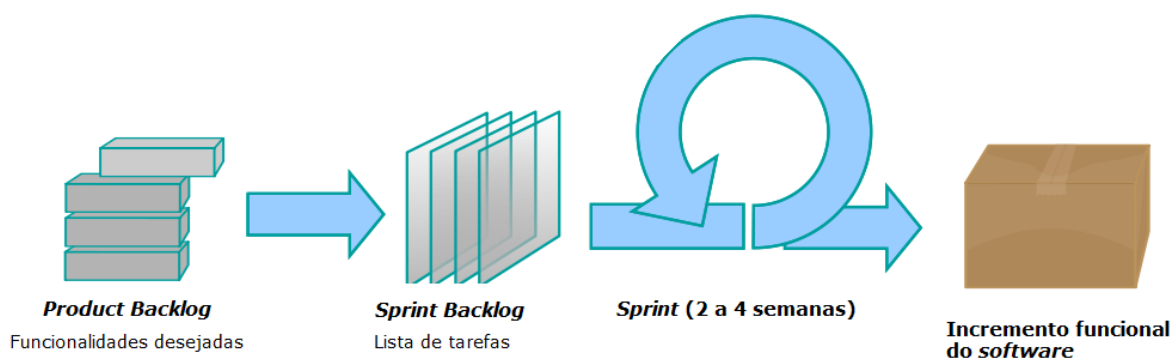 Product Backlog
Funcionalidades desejadas
Sprint Backlog
Lista de tarefas
Sprint (2 a 4 semanas)
Incremento funcional
do software